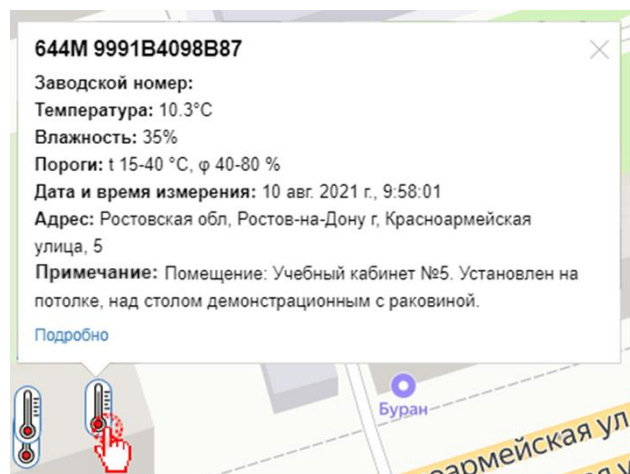 644M 9991B4098B87
Заводской номер:
Температура: 10.3°C
Влажность: 35%
Пороги: t 15-40 °C, φ 40-80 %
Дата и время измерения: 10 авг. 2021 г., 9:58:01
Адрес: Ростовская обл, Ростов-на-Дону г, Красноармейская
улица, 5
Примечание: Помещение: Учебный кабинет №5. Установлен на
потолке, над столом демонстрационным с раковиной.
Подробно
Буран
оармейская ул